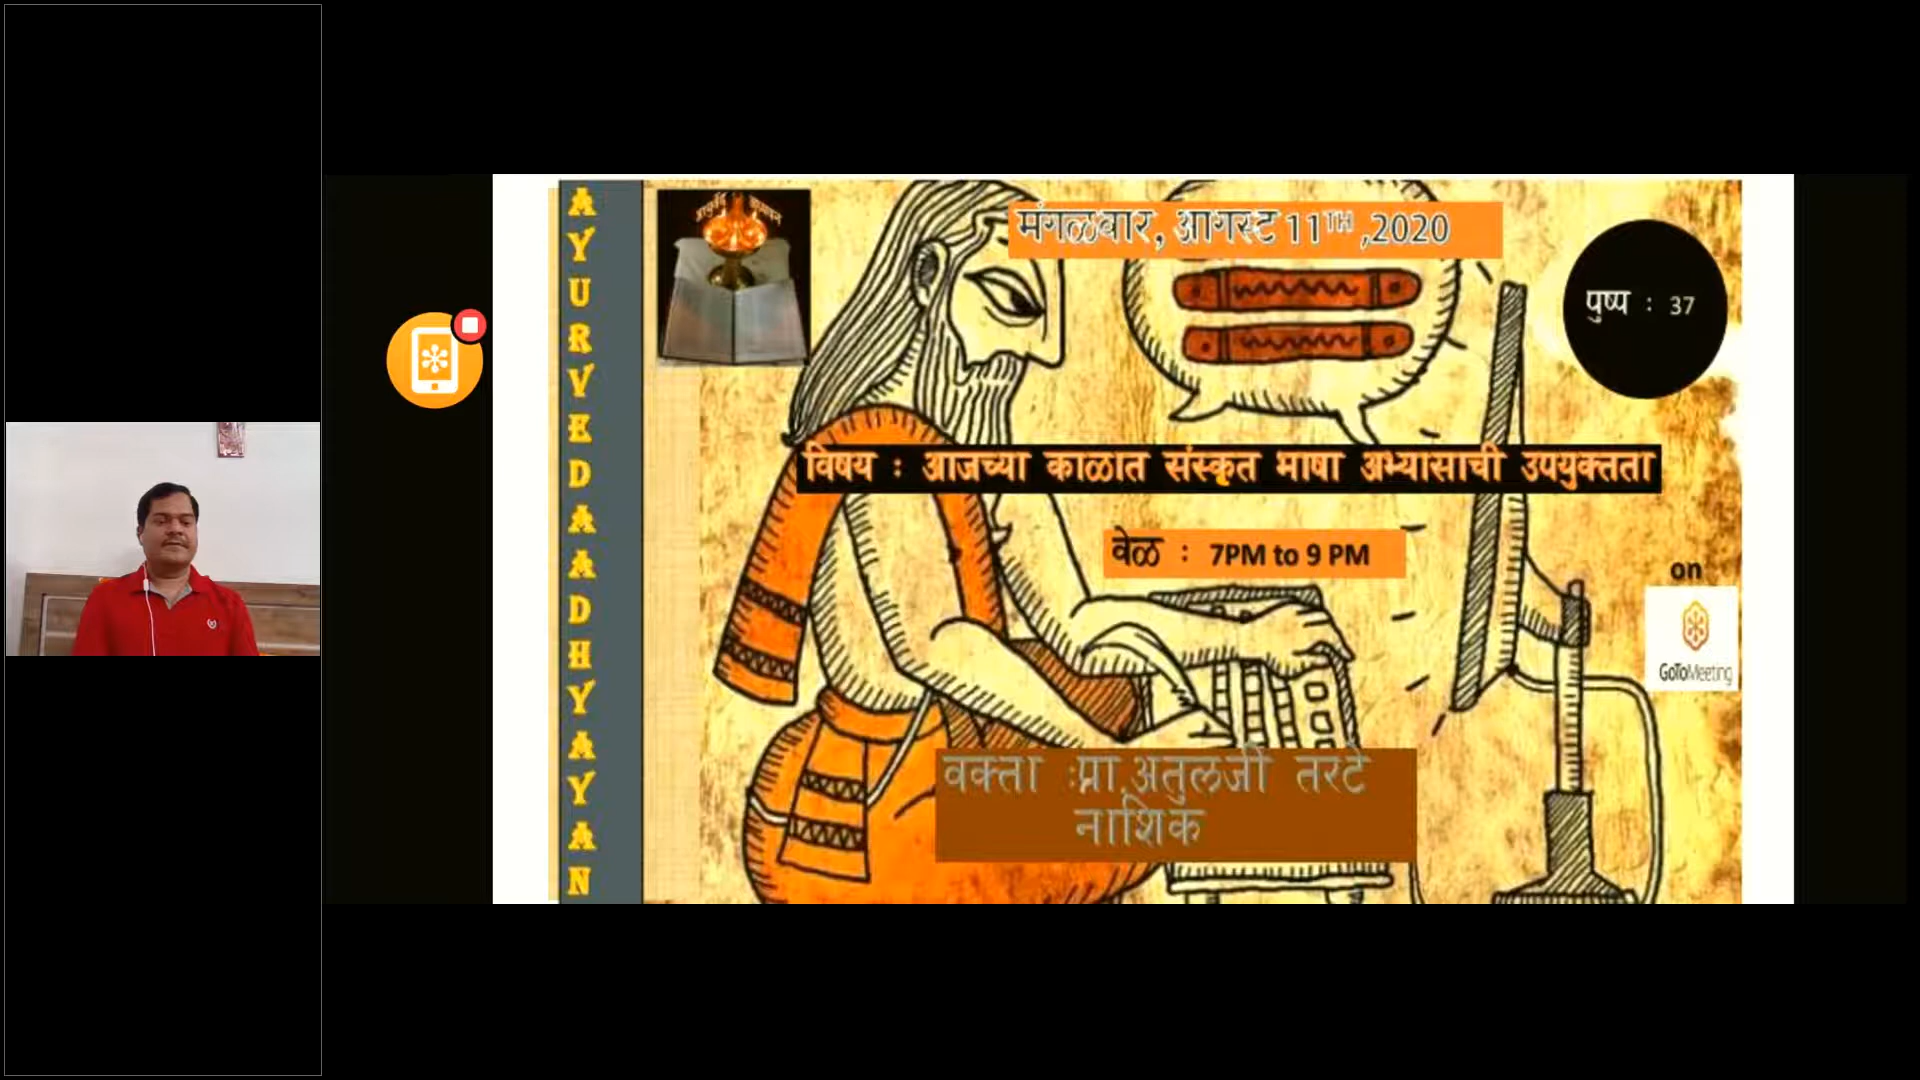 AYURVEDAADHYAYAN
मंगळवार, आगस्ट 11TH ,2020
पुष्प : 37
विषय : आजच्या काळात संस्कृत भाषा अभ्यासाची उपयुक्तता
वेळ : 7PM to 9 PM
on
GoToMeeting
वक्ता :प्रा.अतुलजी तरटे
नाशिक